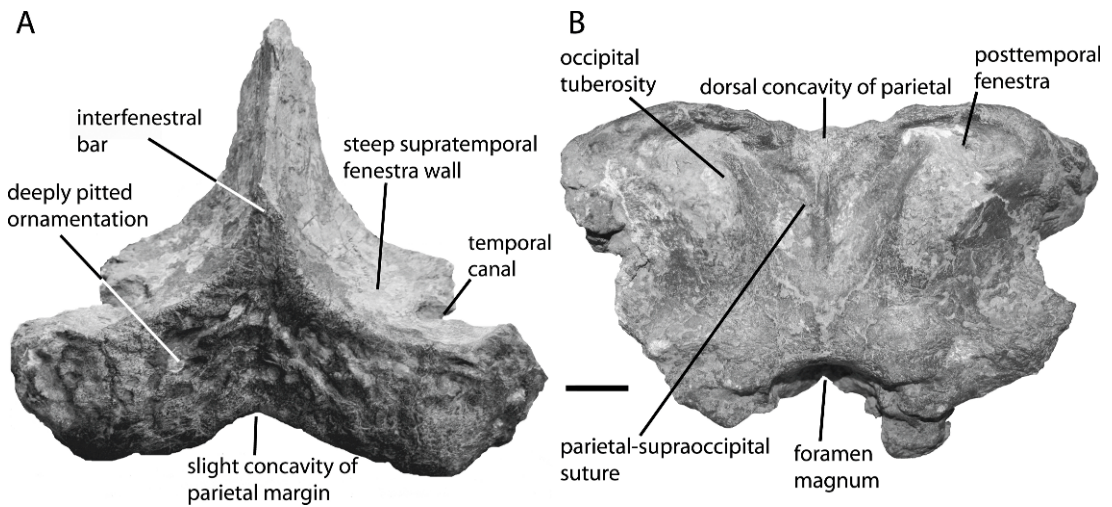 A
interfenestral
bar
deeply pitted
ornamentation
steep supratemporal
fenestra wall
temporal
canal
slight concavity of
parietal margin
B
occipital
tuberosity
dorsal concavity of parietal
posttemporal
fenestra
parietal-supraoccipital
suture
foramen
magnum